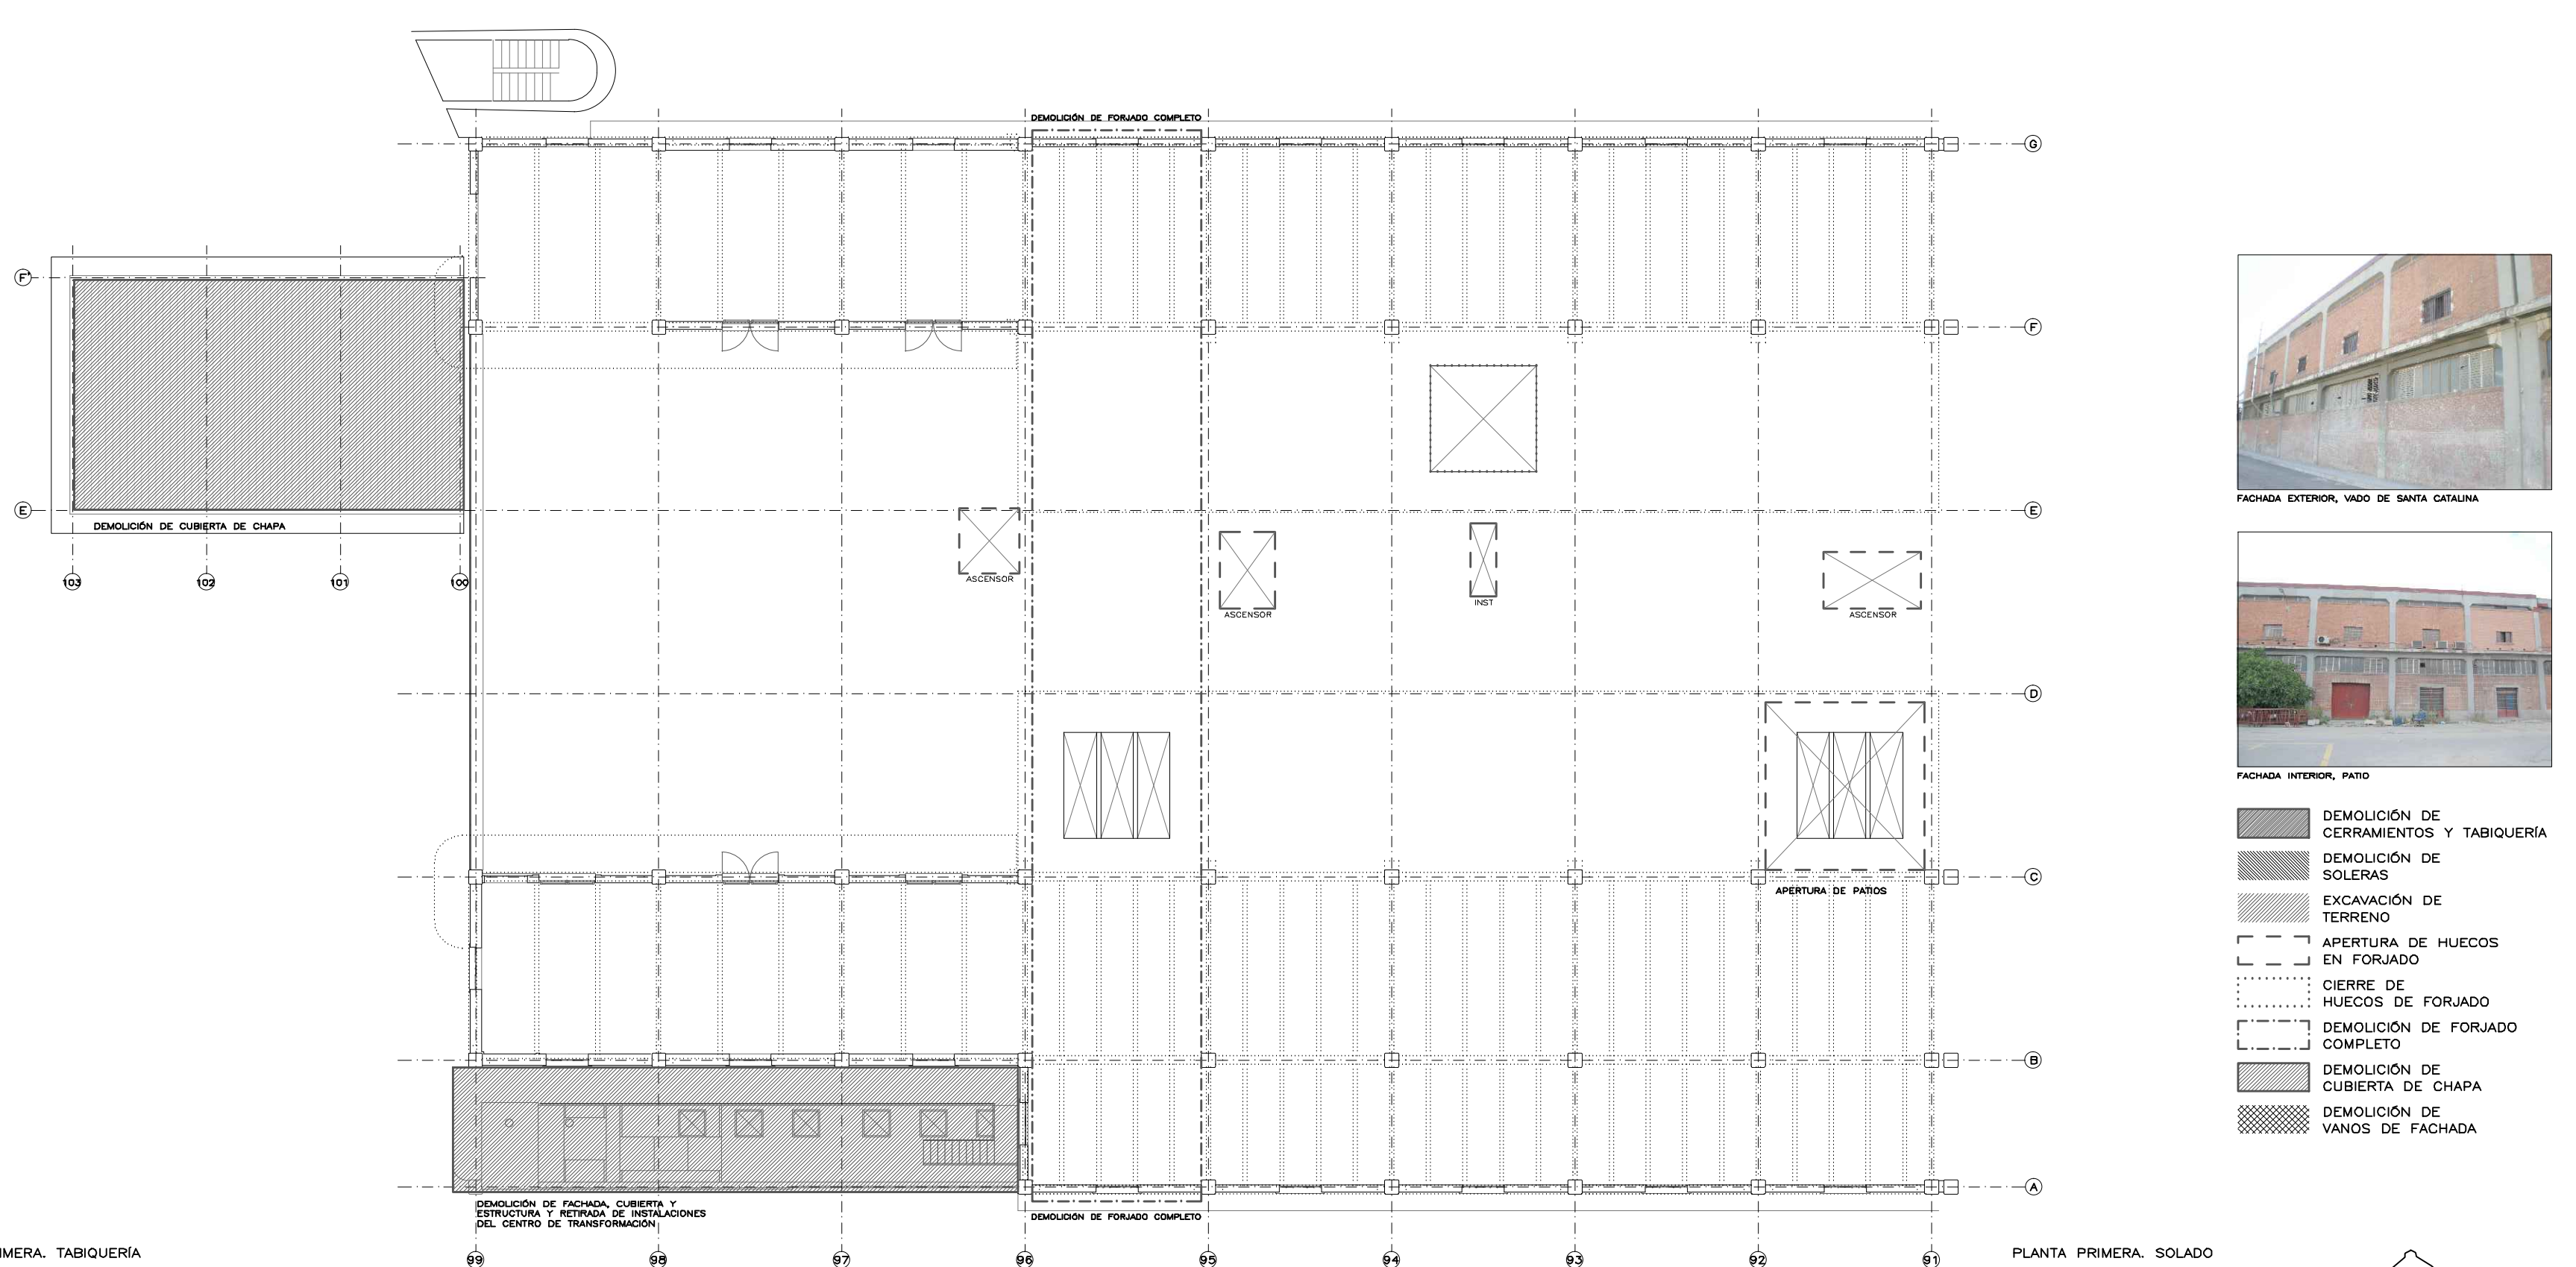 DEMOLICIÓN DE FORJADO COMPLETO
G
F'
F
E
E
DEMOLICIÓN DE CUBIERTA DE CHAPA
103
102
101
100
ASCENSOR
ASCENSOR
INST
ASCENSOR
D
C
APERTURA DE PATIOS
B
A
DEMOLICIÓN DE FACHADA, CUBIERTA Y
ESTRUCTURA Y RETIRADA DE INSTALACIONES
DEL CENTRO DE TRANSFORMACIÓN
DEMOLICIÓN DE FORJADO COMPLETO
99
98
97
96
95
94
93
92
91
IMERA. TABIQUERÍA
PLANTA PRIMERA. SOLADO
FACHADA EXTERIOR, VADO DE SANTA CATALINA
FACHADA INTERIOR, PATIO
DEMOLICIÓN DE
CERRAMIENTOS Y TABIQUERÍA
DEMOLICIÓN DE
SOLERAS
EXCAVACIÓN DE
TERRENO
APERTURA DE HUECOS
EN FORJADO
CIERRE DE
HUECOS DE FORJADO
DEMOLICIÓN DE FORJADO
COMPLETO
DEMOLICIÓN DE
CUBIERTA DE CHAPA
DEMOLICIÓN DE
VANOS DE FACHADA